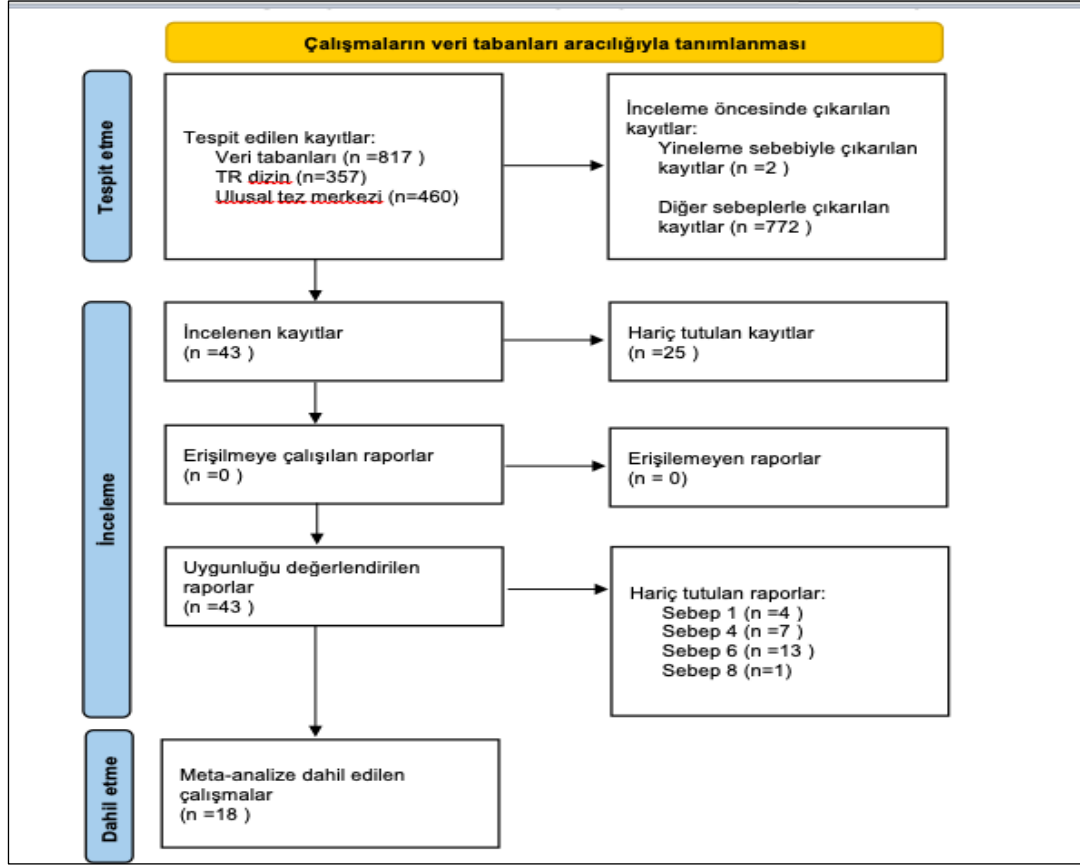 Çalışmaların veri tabanları aracılığıyla tanımlanması
Tespit etme
Tespit edilen kayıtlar:
Veri tabanları (n =817 )
TR dizin (n=357)
Ulusal tez merkezi (n=460)
İnceleme öncesinde çıkarılan
kayıtlar:
Yineleme sebebiyle çıkarılan
kayıtlar (n =2 )
Diğer sebeplerle çıkarılan
kayıtlar (n =772 )
İnceleme
İncelenen kayıtlar
(n =43 )
Hariç tutulan kayıtlar
(n =25 )
Erişilmeye çalışılan raporlar
(n =0 )
Erişilemeyen raporlar
(n = 0)
Uygunluğu değerlendirilen
raporlar
(n =43 )
Hariç tutulan raporlar:
Sebep 1 (n =4 )
Sebep 4 (n =7 )
Sebep 6 (n =13 )
Sebep 8 (n=1)
Dahil etme
Meta-analize dahil edilen
çalışmalar
(n =18 )